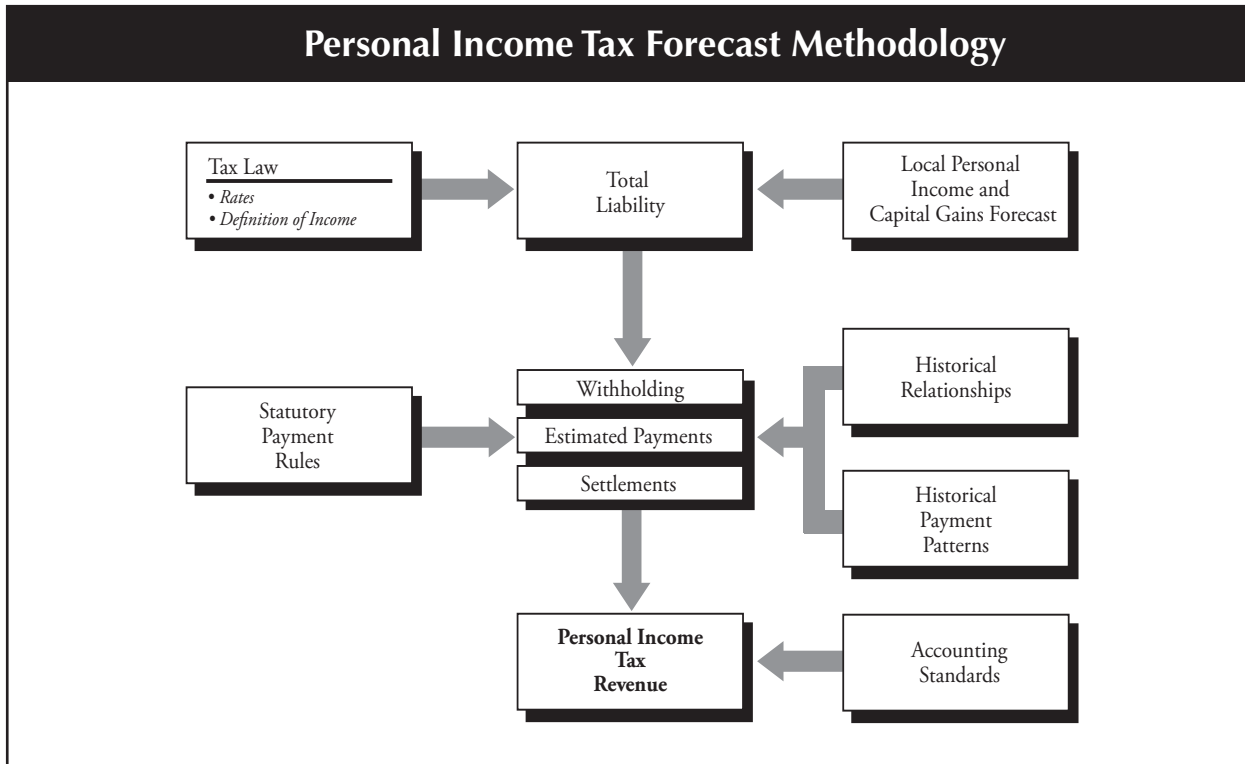 Personal Income Tax Forecast Methodology
Tax Law
• Rates
• Definition of Income
Total
Liability
Local Personal
Income and
Capital Gains Forecast
Statutory
Payment
Rules
Withholding
Estimated Payments
Settlements
Historical
Relationships
Historical
Payment
Patterns
Personal Income
Tax
Revenue
Accounting
Standards